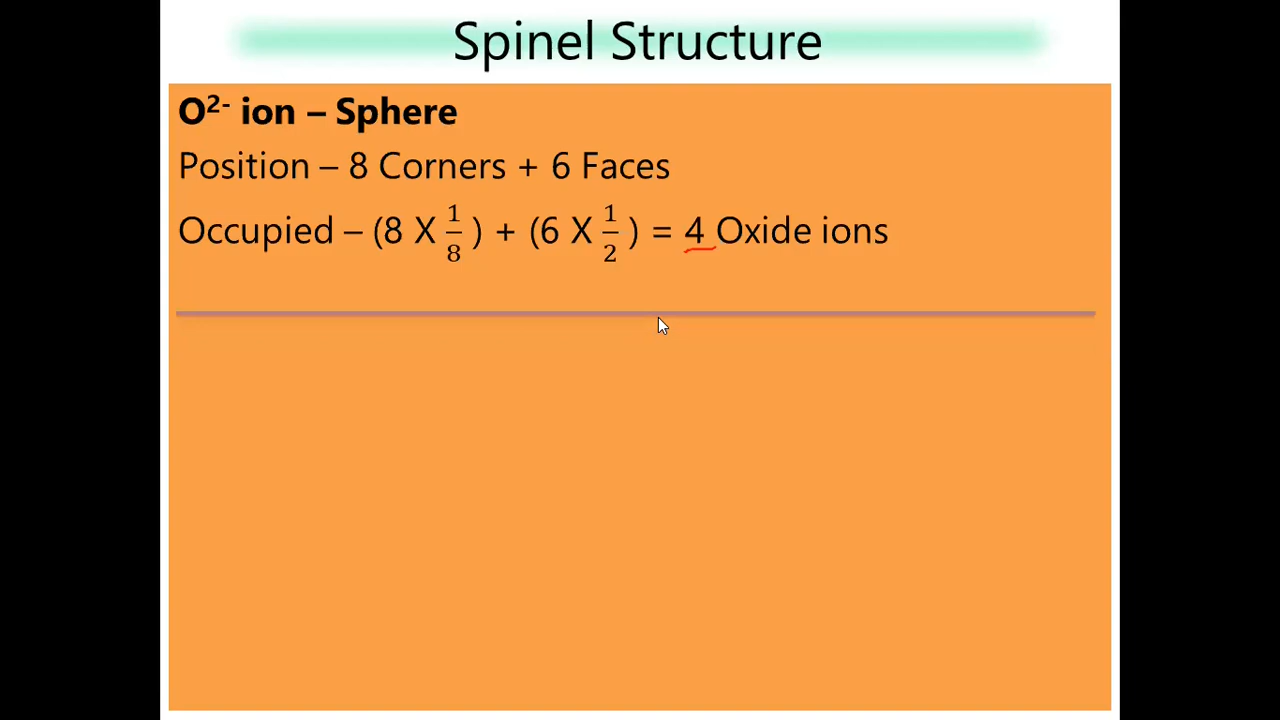 Spinel Structure
O²⁻ ion – Sphere
Position – 8 Corners + 6 Faces
Occupied – (8 X 1/8 ) + (6 X 1/2 ) = 4 Oxide ions